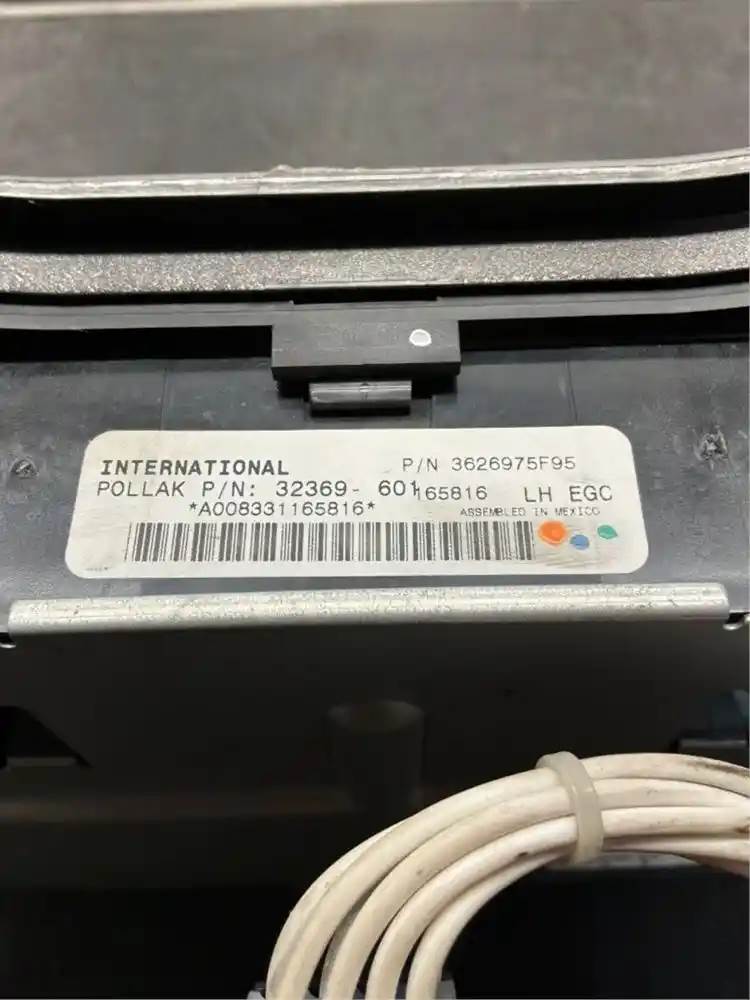 INTERNATIONAL P/N 3626975F95
POLLAK P/N: 32369- 601 165816 LH EGC
*A008331165816* ASSEMBLED IN MEXICO